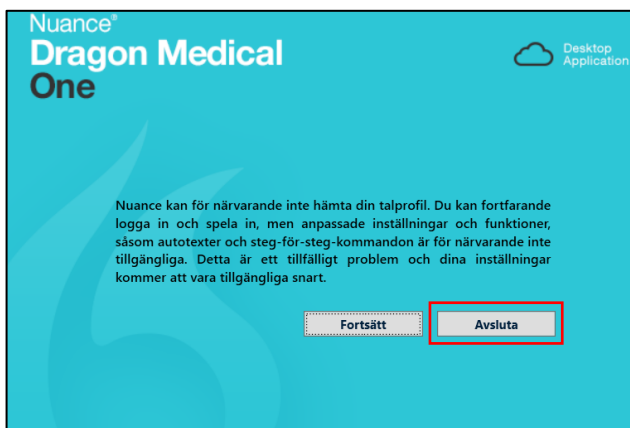 Nuance®
Dragon Medical
One
Desktop
Application
Nuance kan för närvarande inte hämta din talprofil. Du kan fortfarande
logga in och spela in, men anpassade inställningar och funktioner,
såsom autotexter och steg-för-steg-kommandon är för närvarande inte
tillgängliga. Detta är ett tillfälligt problem och dina inställningar
kommer att vara tillgängliga snart.
Fortsätt
Avsluta